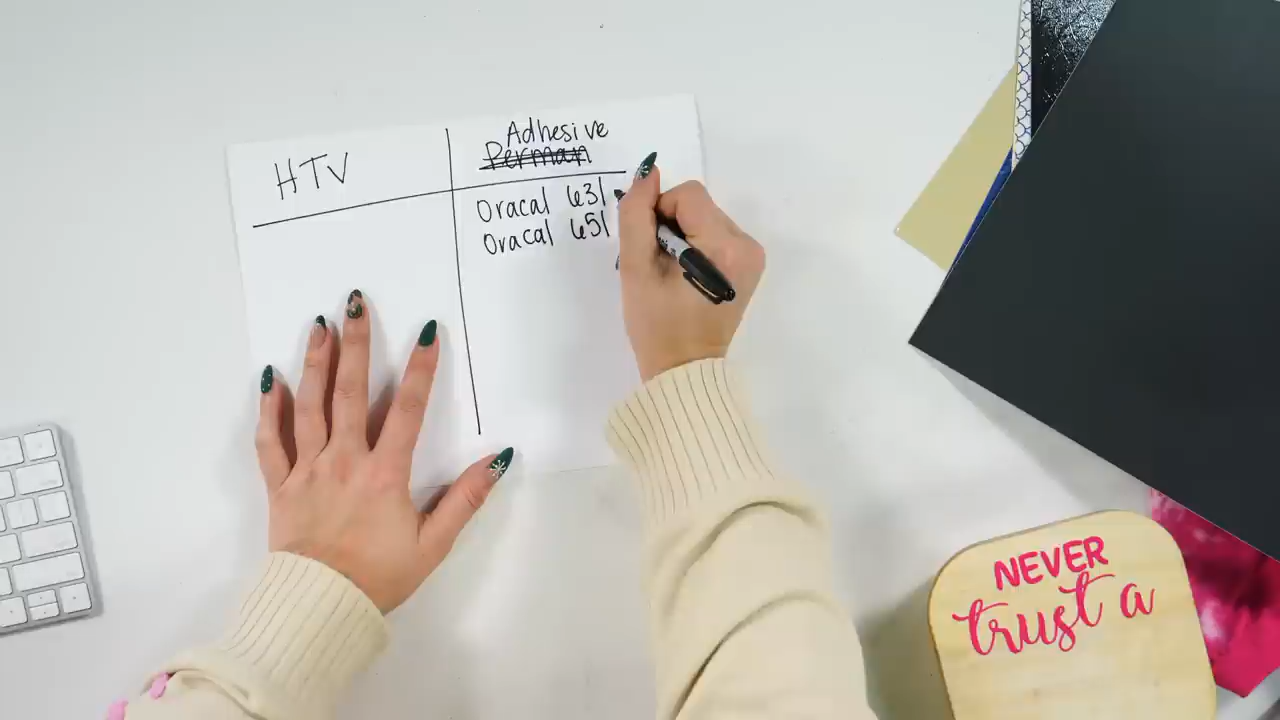 HTV
Adhesive
Perman
Oracal 631
Oracal 651
NEVER
trust a